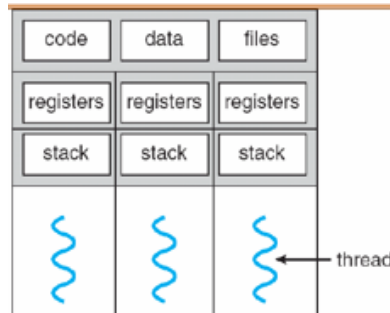 code data files
registers registers registers
stack stack stack
thread